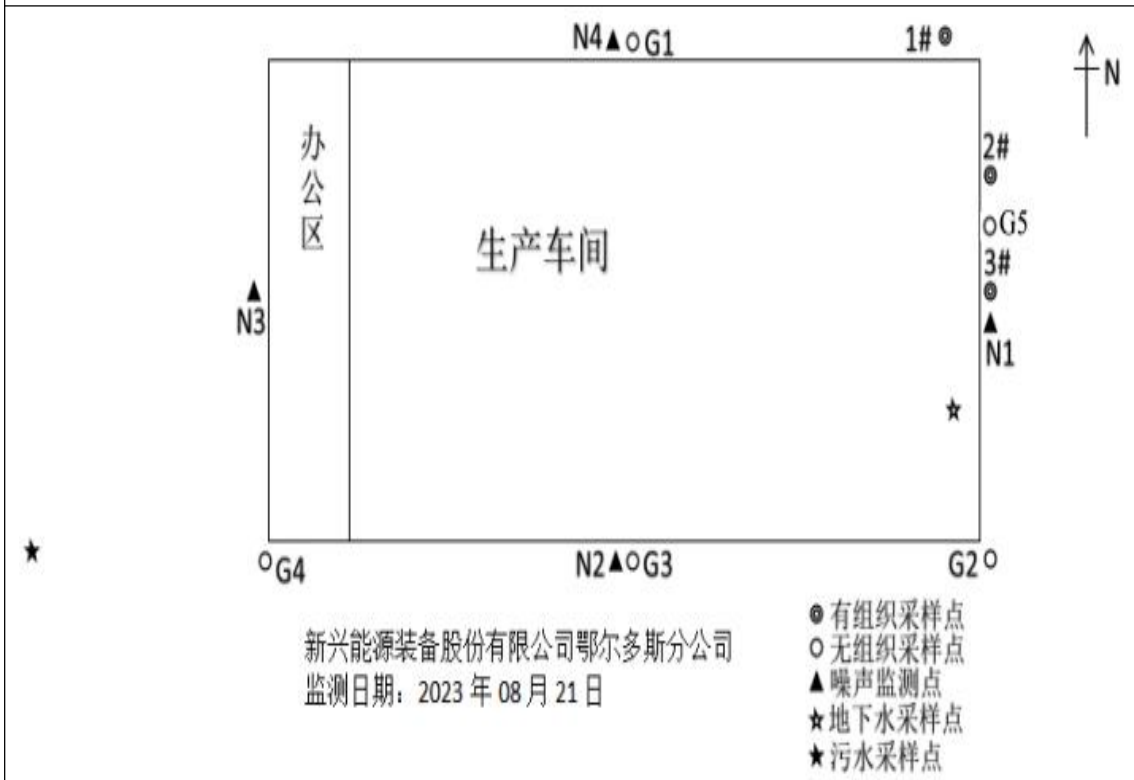 N4▲○G1
1#
N
办公区
2#
G5
生产车间
3#
N3
N1
G4
N2▲○G3
G2○
新兴能源装备股份有限公司鄂尔多斯分公司
监测日期：2023 年 08 月 21 日
◎有组织采样点
○无组织采样点
▲噪声监测点
☆地下水采样点
★污水采样点